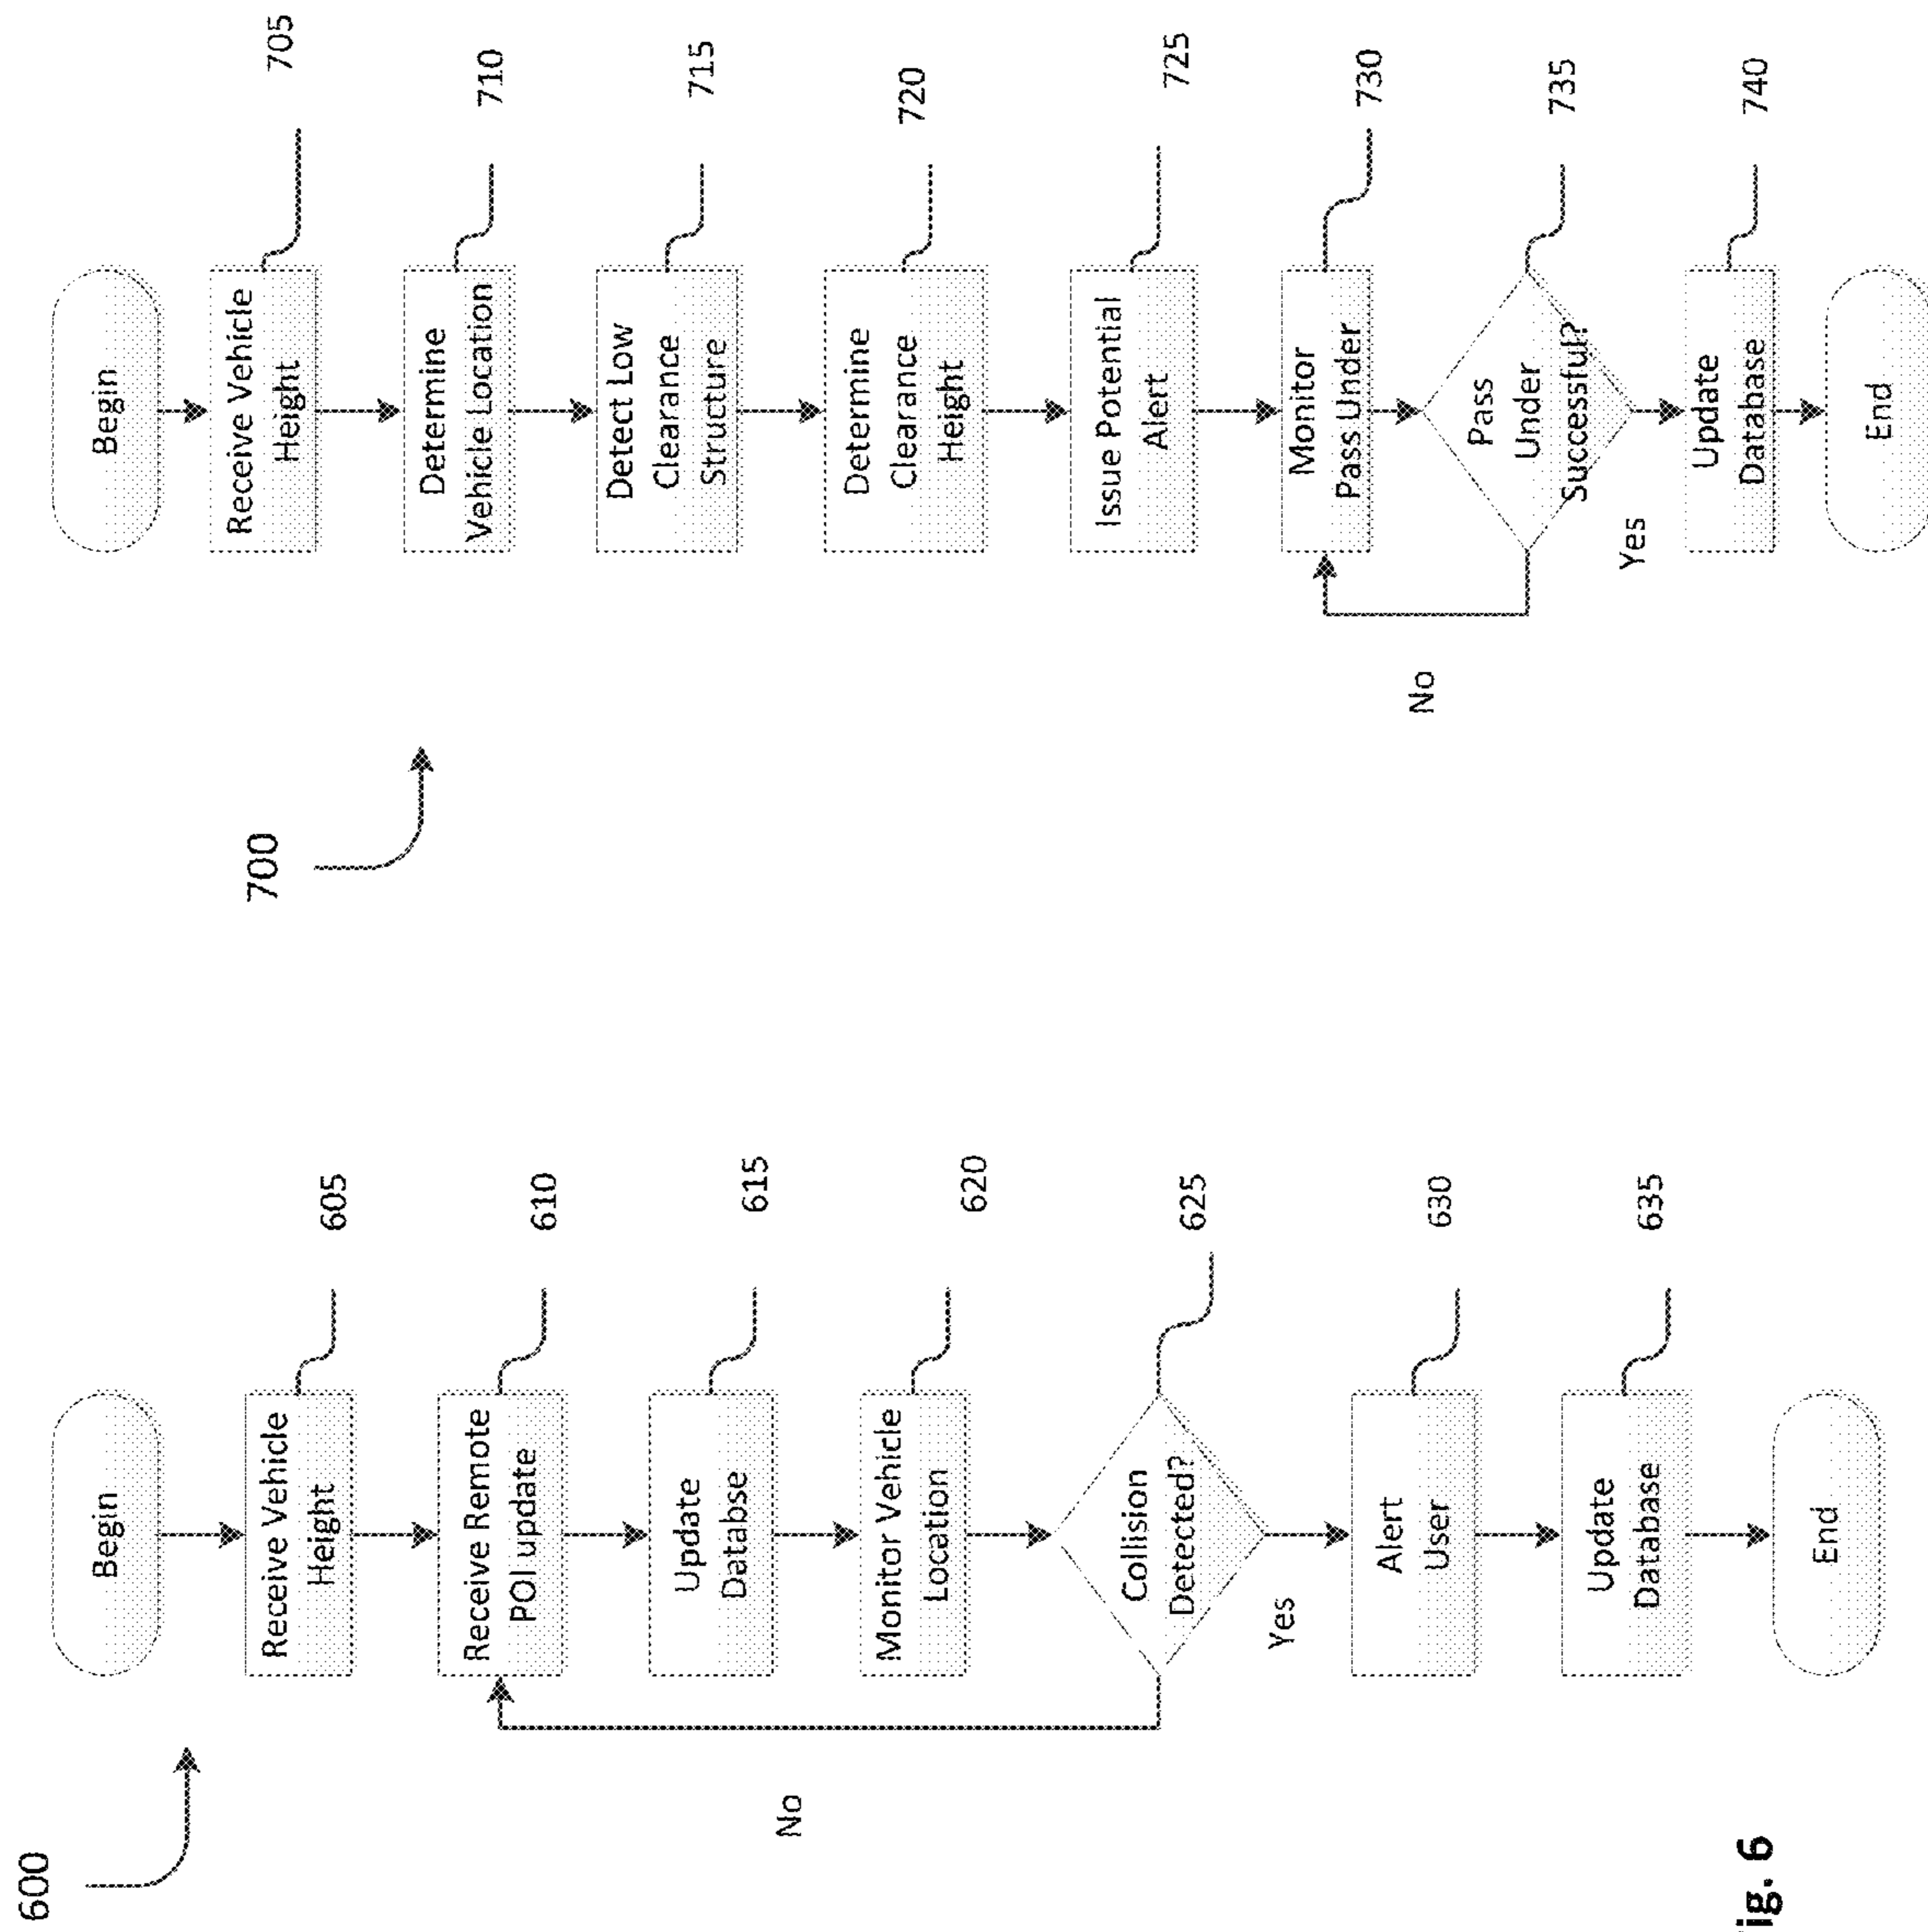 600
Begin
Receive Vehicle
Height
605
Receive Remote
POI update
610
Update
Databse
615
Monitor Vehicle
Location
620
Collision
Detected?
625
No
Yes
Alert
User
630
Update
Database
635
End
ig. 6
700
Begin
Receive Vehicle
Height
705
Determine
Vehicle Location
710
Detect Low
Clearance
Structure
715
Determine
Clearance
Height
720
Issue Potential
Alert
725
Monitor
Pass Under
730
Pass
Under
Successful?
735
No
Yes
Update
Database
740
End